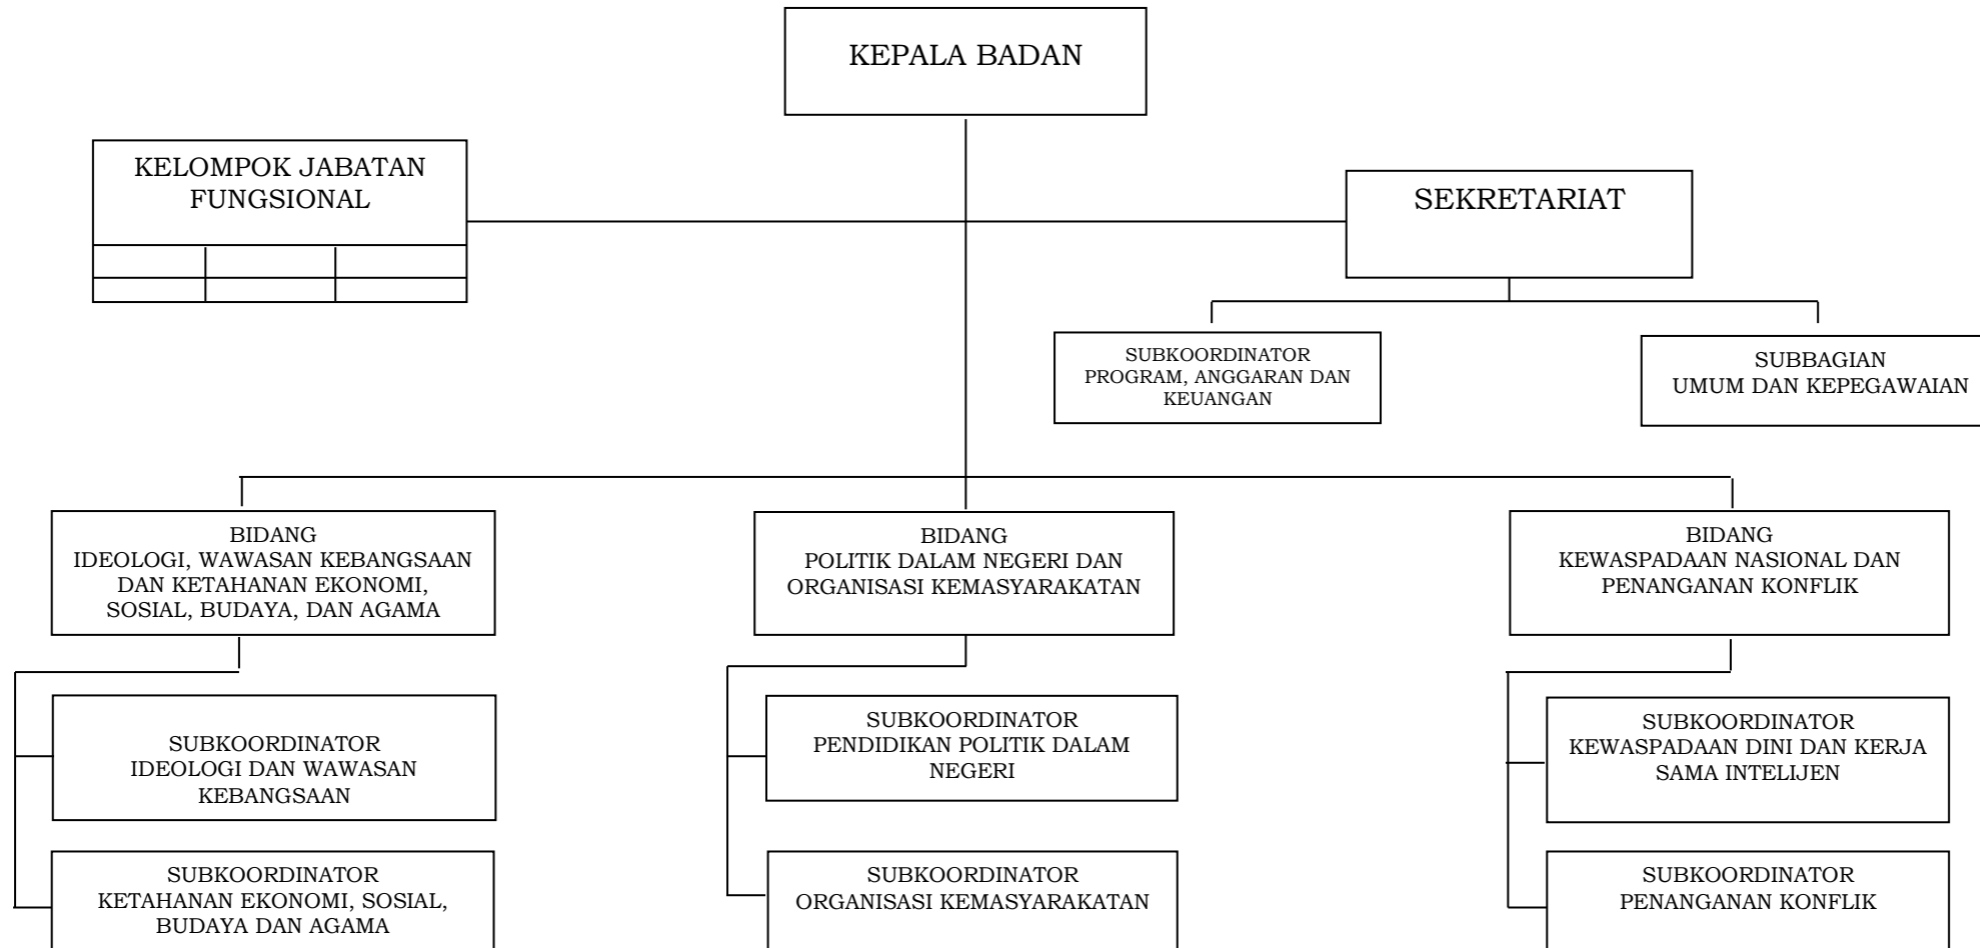 KEPALA BADAN
KELOMPOK JABATAN
FUNGSIONAL
SEKRETARIAT
SUBKOORDINATOR
PROGRAM, ANGGARAN DAN
KEUANGAN
SUBBAGIAN
UMUM DAN KEPEGAWAIAN
BIDANG
IDEOLOGI, WAWASAN KEBANGSAAN
DAN KETAHANAN EKONOMI,
SOSIAL, BUDAYA, DAN AGAMA
BIDANG
POLITIK DALAM NEGERI DAN
ORGANISASI KEMASYARAKATAN
BIDANG
KEWASPADAAN NASIONAL DAN
PENANGANAN KONFLIK
SUBKOORDINATOR
IDEOLOGI DAN WAWASAN
KEBANGSAAN
SUBKOORDINATOR
PENDIDIKAN POLITIK DALAM
NEGERI
SUBKOORDINATOR
KEWASPADAAN DINI DAN KERJA
SAMA INTELIJEN
SUBKOORDINATOR
KETAHANAN EKONOMI, SOSIAL,
BUDAYA DAN AGAMA
SUBKOORDINATOR
ORGANISASI KEMASYARAKATAN
SUBKOORDINATOR
PENANGANAN KONFLIK